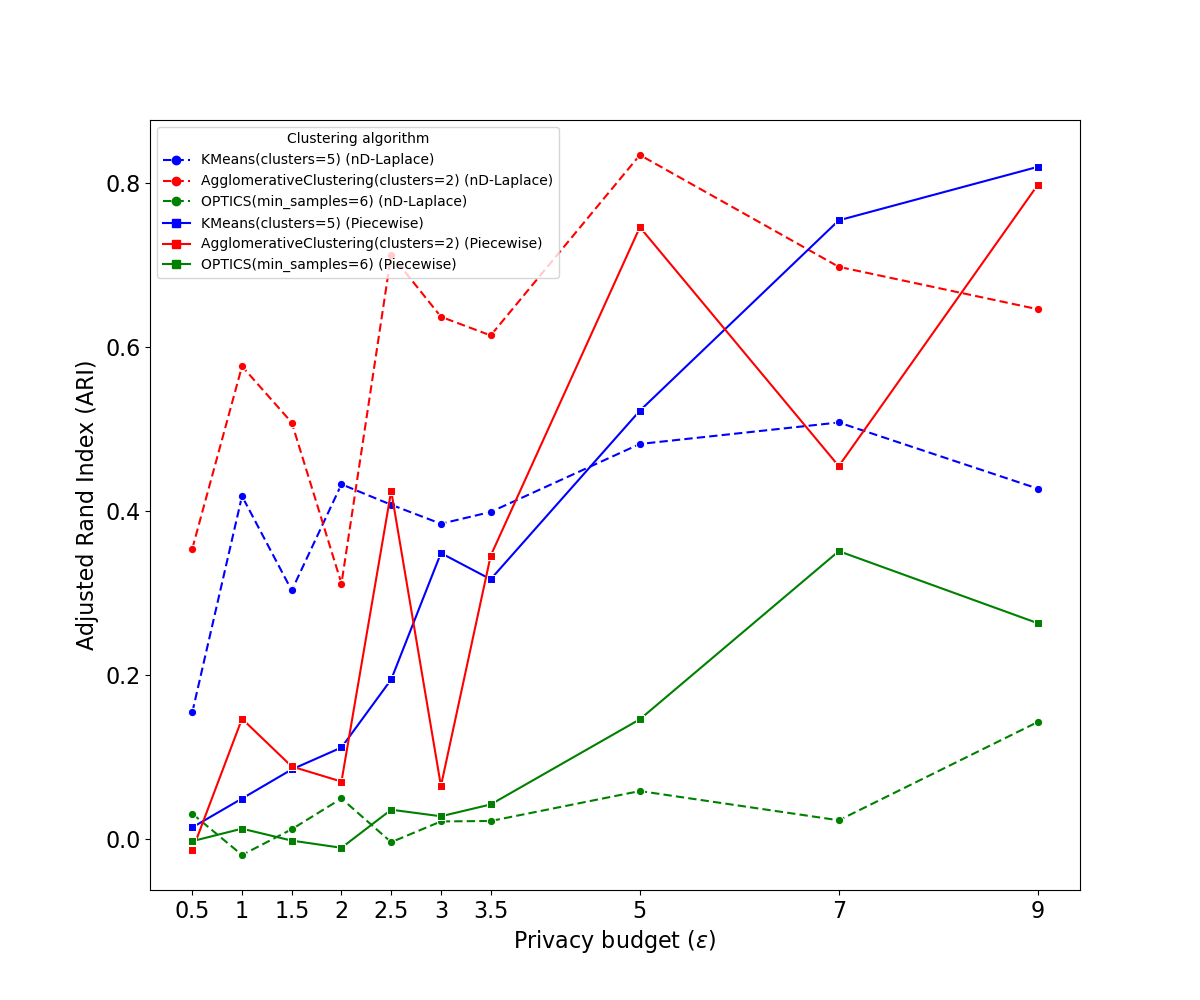 Clustering algorithm
KMeans(clusters=5) (nD-Laplace)
AgglomerativeClustering(clusters=2) (nD-Laplace)
OPTICS(min_samples=6) (nD-Laplace)
KMeans(clusters=5) (Piecewise)
AgglomerativeClustering(clusters=2) (Piecewise)
OPTICS(min_samples=6) (Piecewise)
Adjusted Rand Index (ARI)
0.8
0.6
0.4
0.2
0.0
0.5 1 1.5 2 2.5 3 3.5 5 7 9
Privacy budget (ε)